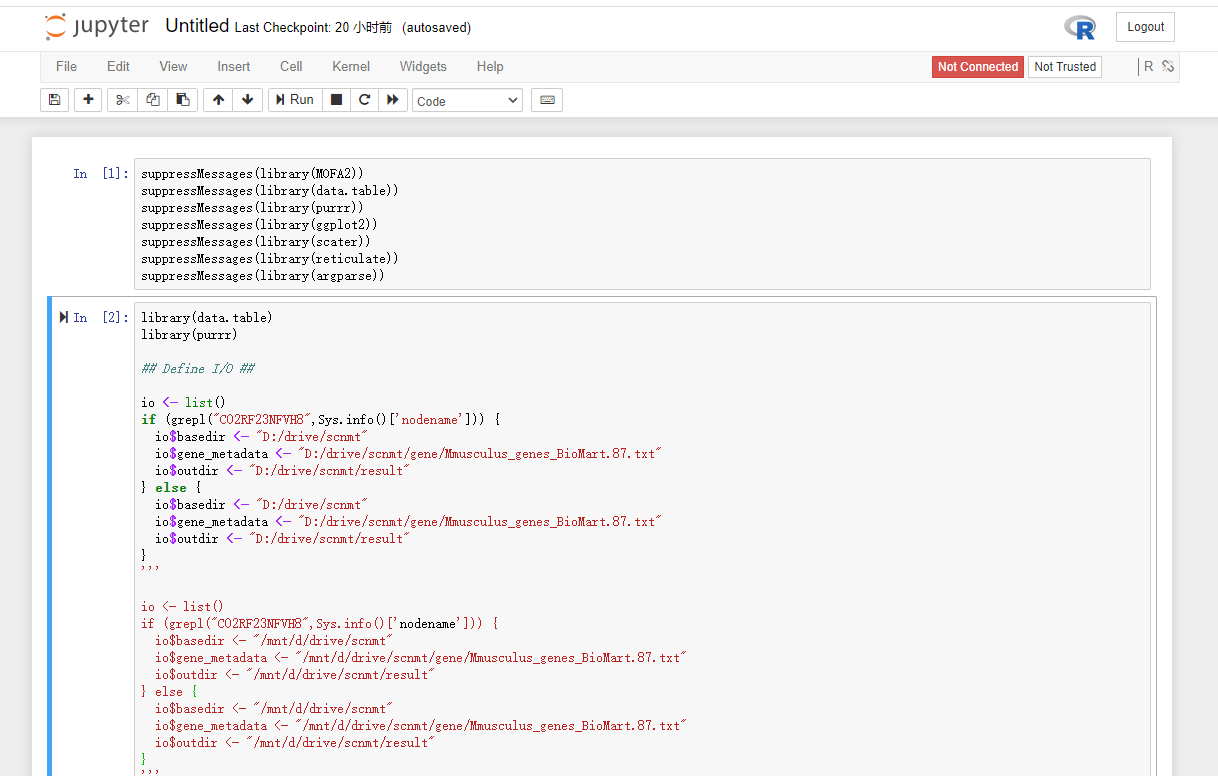 jupyter Untitled Last Checkpoint: 20 小时前 (autosaved) R Logout
File Edit View Insert Cell Kernel Widgets Help Not Connected Not Trusted R
Run Code
In [1]: suppressMessages(library(MOFA2))
suppressMessages(library(data.table))
suppressMessages(library(purrr))
suppressMessages(library(ggplot2))
suppressMessages(library(scater))
suppressMessages(library(reticulate))
suppressMessages(library(argparse))
In [2]: library(data.table)
library(purrr)
## Define I/O ##
io <- list()
if (grepl("CO2RF23NFVH8",Sys.info()['nodename'])) {
io$basedir <- "D:/drive/scnmt"
io$gene_metadata <- "D:/drive/scnmt/gene/Mmusculus_genes_BioMart.87.txt"
io$outdir <- "D:/drive/scnmt/result"
} else {
io$basedir <- "D:/drive/scnmt"
io$gene_metadata <- "D:/drive/scnmt/gene/Mmusculus_genes_BioMart.87.txt"
io$outdir <- "D:/drive/scnmt/result"
}
'''
io <- list()
if (grepl("CO2RF23NFVH8",Sys.info()['nodename'])) {
io$basedir <- "/mnt/d/drive/scnmt"
io$gene_metadata <- "/mnt/d/drive/scnmt/gene/Mmusculus_genes_BioMart.87.txt"
io$outdir <- "/mnt/d/drive/scnmt/result"
} else {
io$basedir <- "/mnt/d/drive/scnmt"
io$gene_metadata <- "/mnt/d/drive/scnmt/gene/Mmusculus_genes_BioMart.87.txt"
io$outdir <- "/mnt/d/drive/scnmt/result"
}
'''